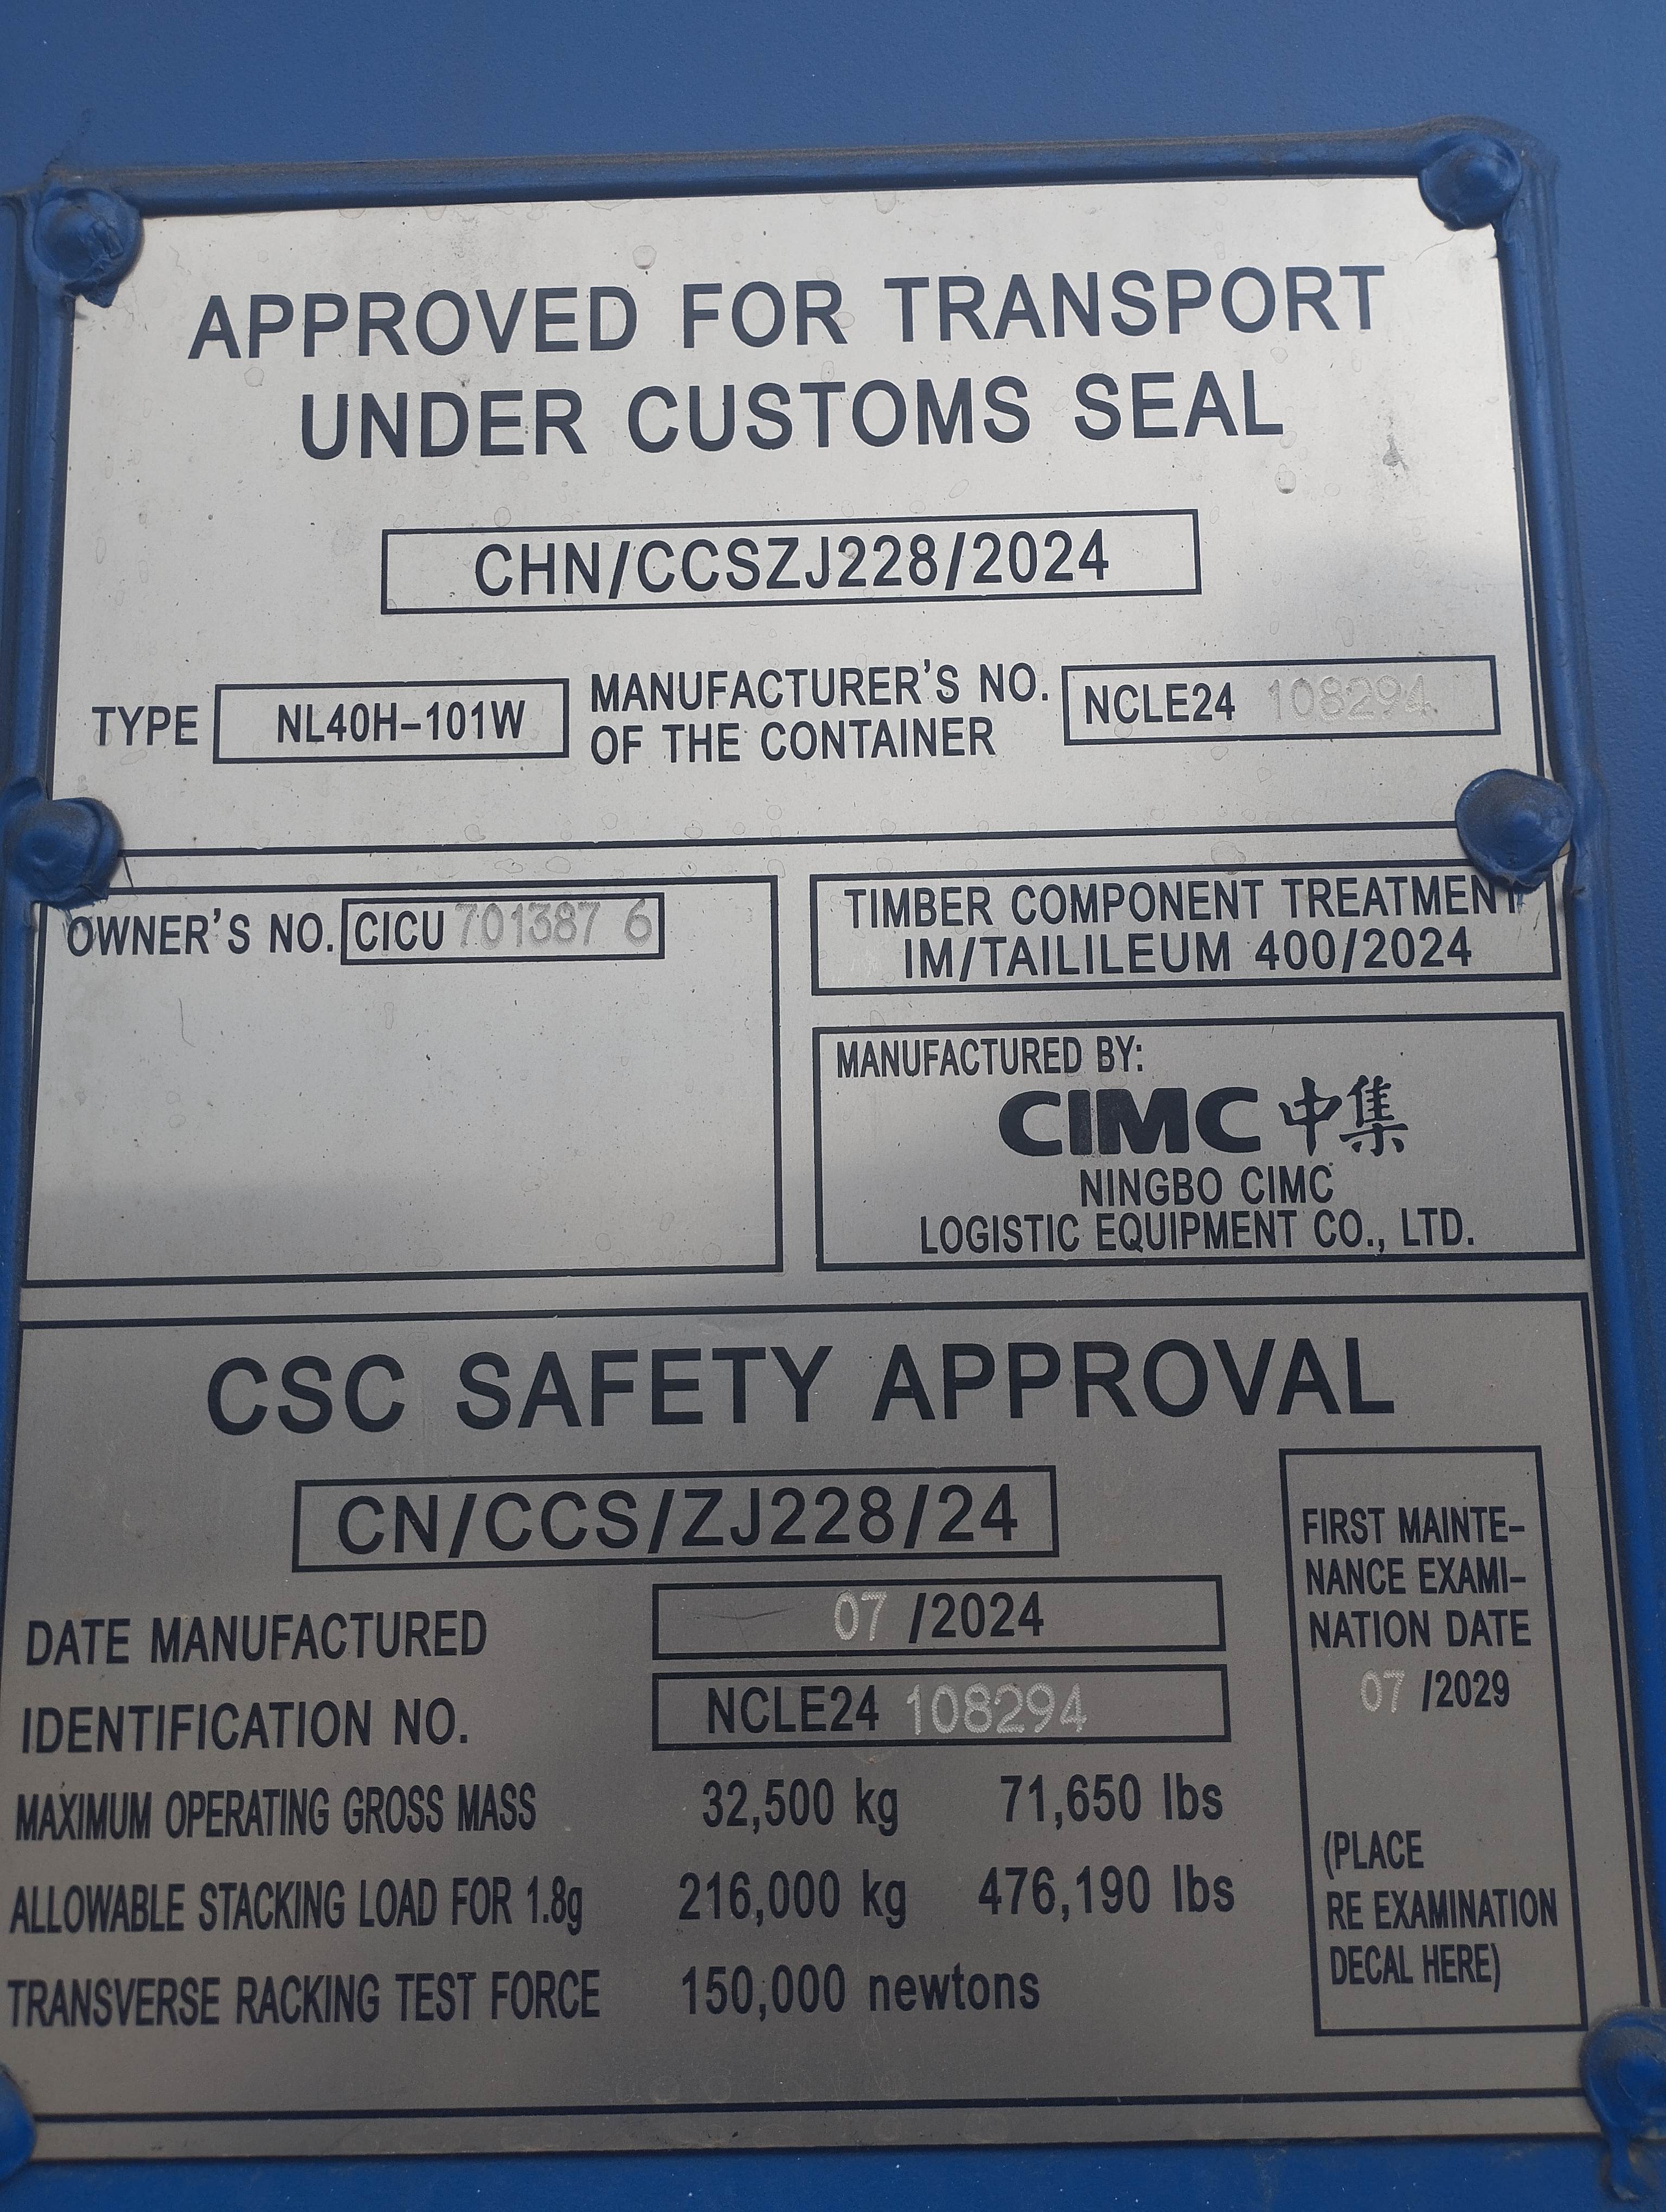 APPROVED FOR TRANSPORT
UNDER CUSTOMS SEAL
CHN/CCSZJ228/2024
TYPE NL40H-101W MANUFACTURER'S NO. OF THE CONTAINER NCLE24 108294
OWNER'S NO. CICU 701387 6
TIMBER COMPONENT TREATMENT
IM/TAILILEUM 400/2024
MANUFACTURED BY:
CIMC 中集
NINGBO CIMC
LOGISTIC EQUIPMENT CO., LTD.
CSC SAFETY APPROVAL
CN/CCS/ZJ228/24
DATE MANUFACTURED 07 /2024
IDENTIFICATION NO. NCLE24 108294
MAXIMUM OPERATING GROSS MASS 32,500 kg 71,650 lbs
ALLOWABLE STACKING LOAD FOR 1.8g 216,000 kg 476,190 lbs
TRANSVERSE RACKING TEST FORCE 150,000 newtons
FIRST MAINTE-
NANCE EXAMI-
NATION DATE
07 /2029
(PLACE
RE EXAMINATION
DECAL HERE)